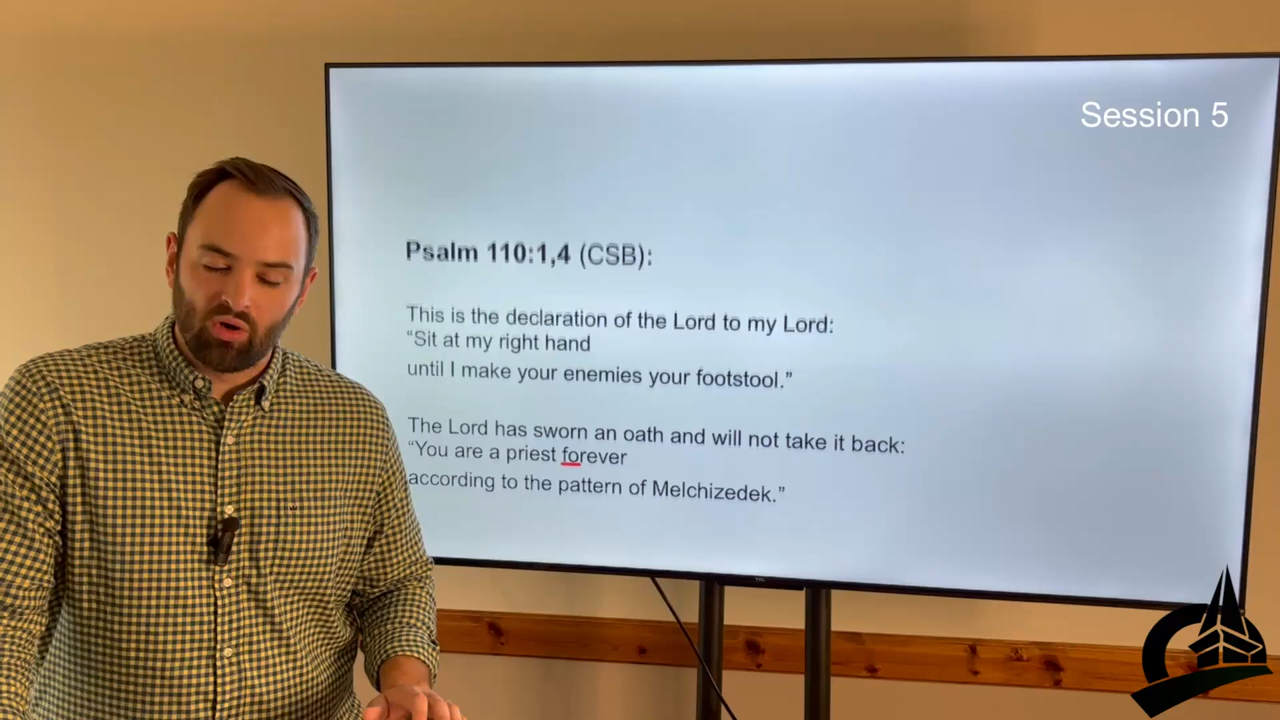 Session 5
Psalm 110:1,4 (CSB):
This is the declaration of the Lord to my Lord:
“Sit at my right hand
until I make your enemies your footstool.”
The Lord has sworn an oath and will not take it back:
“You are a priest forever
according to the pattern of Melchizedek.”
TCL